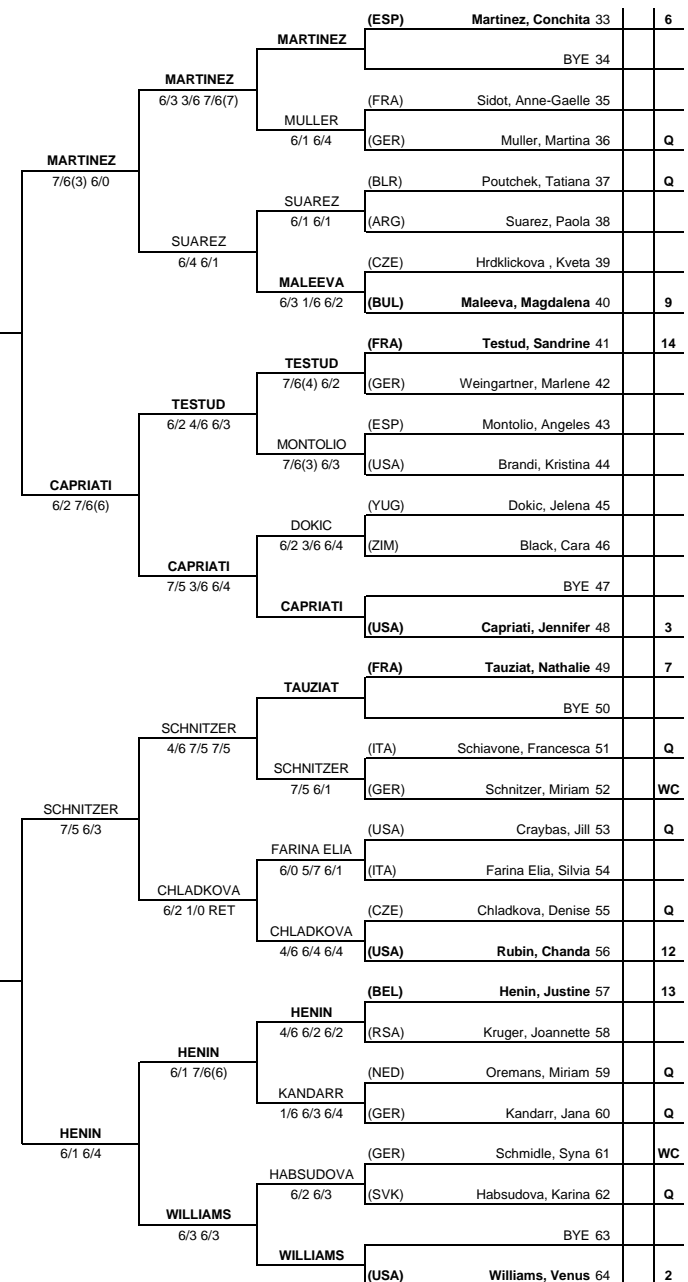 (ESP) Martinez, Conchita 33 6
MARTINEZ
BYE 34
MARTINEZ
6/3 3/6 7/6(7)
(FRA) Sidot, Anne-Gaelle 35
MULLER
6/1 6/4
(GER) Muller, Martina 36 Q
MARTINEZ
7/6(3) 6/0
(BLR) Poutchek, Tatiana 37 Q
SUAREZ
6/1 6/1
(ARG) Suarez, Paola 38
SUAREZ
6/4 6/1
(CZE) Hrdklickova , Kveta 39
MALEEVA
6/3 1/6 6/2
(BUL) Maleeva, Magdalena 40 9
(FRA) Testud, Sandrine 41 14
TESTUD
7/6(4) 6/2
(GER) Weingartner, Marlene 42
TESTUD
6/2 4/6 6/3
(ESP) Montolio, Angeles 43
MONTOLIO
7/6(3) 6/3
(USA) Brandi, Kristina 44
CAPRIATI
6/2 7/6(6)
(YUG) Dokic, Jelena 45
DOKIC
6/2 3/6 6/4
(ZIM) Black, Cara 46
CAPRIATI
7/5 3/6 6/4
BYE 47
CAPRIATI
(USA) Capriati, Jennifer 48 3
(FRA) Tauziat, Nathalie 49 7
TAUZIAT
BYE 50
SCHNITZER
4/6 7/5 7/5
(ITA) Schiavone, Francesca 51 Q
SCHNITZER
7/5 6/1
(GER) Schnitzer, Miriam 52 WC
SCHNITZER
7/5 6/3
(USA) Craybas, Jill 53 Q
FARINA ELIA
6/0 5/7 6/1
(ITA) Farina Elia, Silvia 54
CHLADKOVA
6/2 1/0 RET
(CZE) Chladkova, Denise 55 Q
CHLADKOVA
4/6 6/4 6/4
(USA) Rubin, Chanda 56 12
(BEL) Henin, Justine 57 13
HENIN
4/6 6/2 6/2
(RSA) Kruger, Joannette 58
HENIN
6/1 7/6(6)
(NED) Oremans, Miriam 59 Q
KANDARR
1/6 6/3 6/4
(GER) Kandarr, Jana 60 Q
HENIN
6/1 6/4
(GER) Schmidle, Syna 61 WC
HABSUDOVA
6/2 6/3
(SVK) Habsudova, Karina 62 Q
WILLIAMS
6/3 6/3
BYE 63
WILLIAMS
(USA) Williams, Venus 64 2